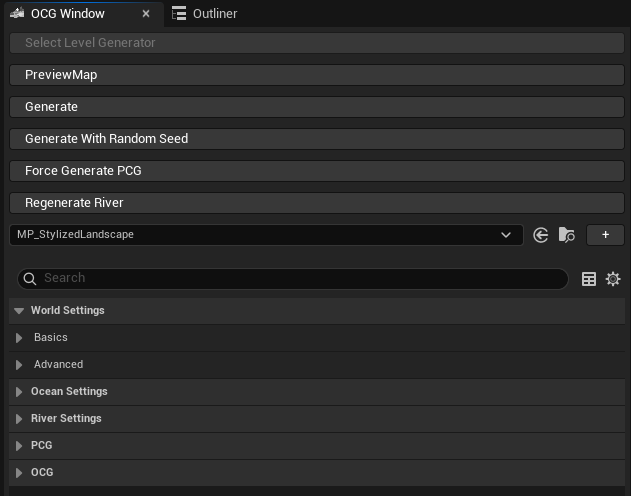 OCG Window
Outliner
Select Level Generator
PreviewMap
Generate
Generate With Random Seed
Force Generate PCG
Regenerate River
MP_StylizedLandscape
Search
World Settings
Basics
Advanced
Ocean Settings
River Settings
PCG
OCG